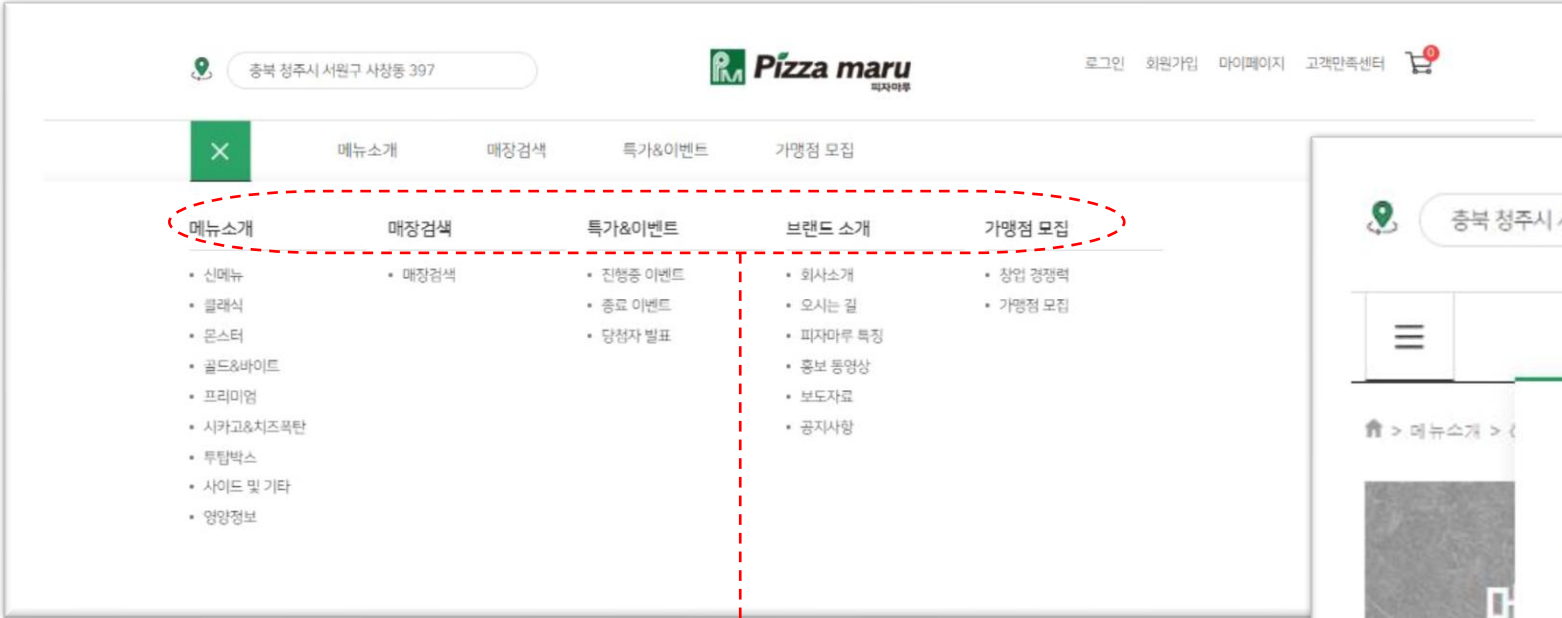 충북 청주시 서원구 사창동 397
PM Pizza maru
피자마루
로그인 회원가입 마이페이지 고객만족센터 0
메뉴소개 매장검색 특가&이벤트 가맹점 모집
메뉴소개 매장검색 특가&이벤트 브랜드 소개 가맹점 모집
• 신메뉴 • 매장검색 • 진행중 이벤트 • 회사소개 • 창업 경쟁력
• 클래식 • 종료 이벤트 • 오시는 길 • 가맹점 모집
• 몬스터 • 당첨자 발표 • 피자마루 특징
• 골드&바이트 • 홍보 동영상
• 프리미엄 • 보도자료
• 시카고&치즈폭탄 • 공지사항
• 투탑박스
• 사이드 및 기타
• 영양정보
충북 청주시
> 메뉴소개 >